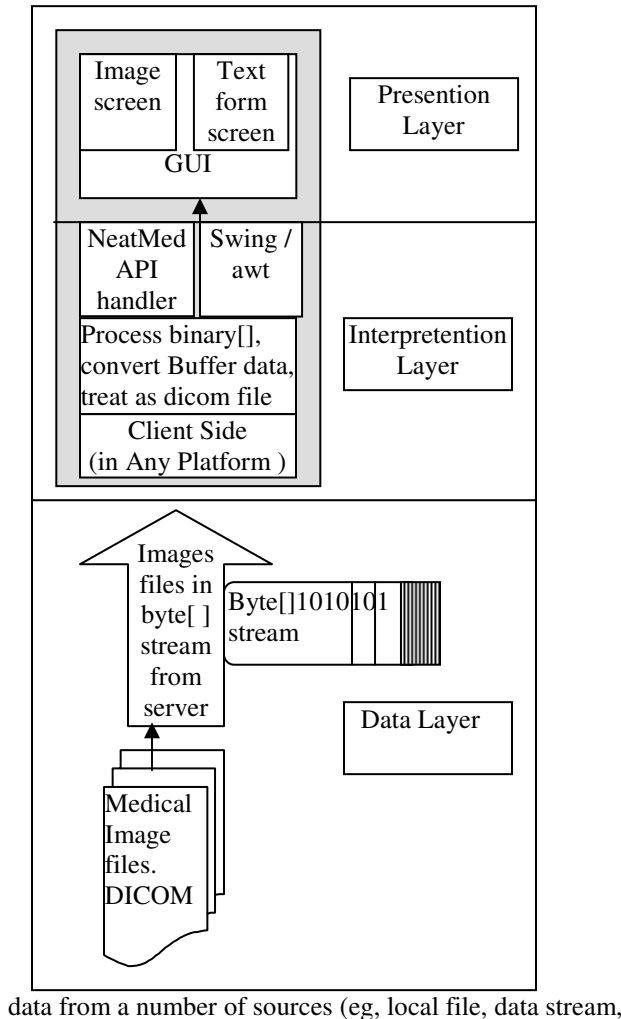 Image
screen
Text
form
screen
GUI
Presention
Layer
NeatMed
API
handler
Swing /
awt
Process binary[],
convert Buffer data,
treat as dicom file
Interpretention
Layer
Client Side
(in Any Platform )
Images
files in
byte[ ]
stream
from
server
Byte[]1010101
stream
Data Layer
Medical
Image
files.
DICOM
data from a number of sources (eg, local file, data stream,